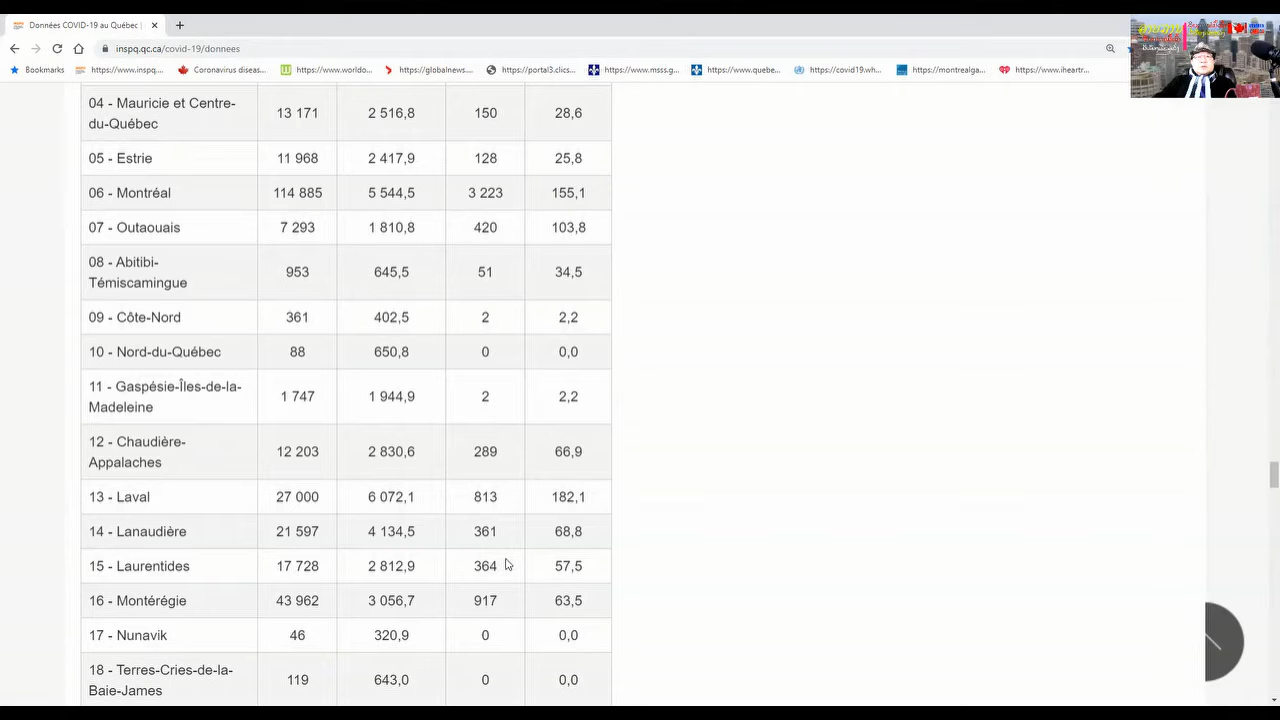 Données COVID-19 au Québec |
inspq.qc.ca/covid-19/donnees
Bookmarks
https://www.inspq....
Coronavirus diseas...
https://www.worldo...
https://globalnews....
https://portal3.clics...
https://www.msss.g...
https://www.quebe...
https://covid19.wh...
https://montrealga...
https://www.iheartr...
04 - Mauricie et Centre-
du-Québec
13 171 2 516,8 150 28,6
05 - Estrie 11 968 2 417,9 128 25,8
06 - Montréal 114 885 5 544,5 3 223 155,1
07 - Outaouais 7 293 1 810,8 420 103,8
08 - Abitibi-
Témiscamingue
953 645,5 51 34,5
09 - Côte-Nord 361 402,5 2 2,2
10 - Nord-du-Québec 88 650,8 0 0,0
11 - Gaspésie-Îles-de-la-
Madeleine
1 747 1 944,9 2 2,2
12 - Chaudière-
Appalaches
12 203 2 830,6 289 66,9
13 - Laval 27 000 6 072,1 813 182,1
14 - Lanaudière 21 597 4 134,5 361 68,8
15 - Laurentides 17 728 2 812,9 364 57,5
16 - Montérégie 43 962 3 056,7 917 63,5
17 - Nunavik 46 320,9 0 0,0
18 - Terres-Cries-de-la-
Baie-James
119 643,0 0 0,0